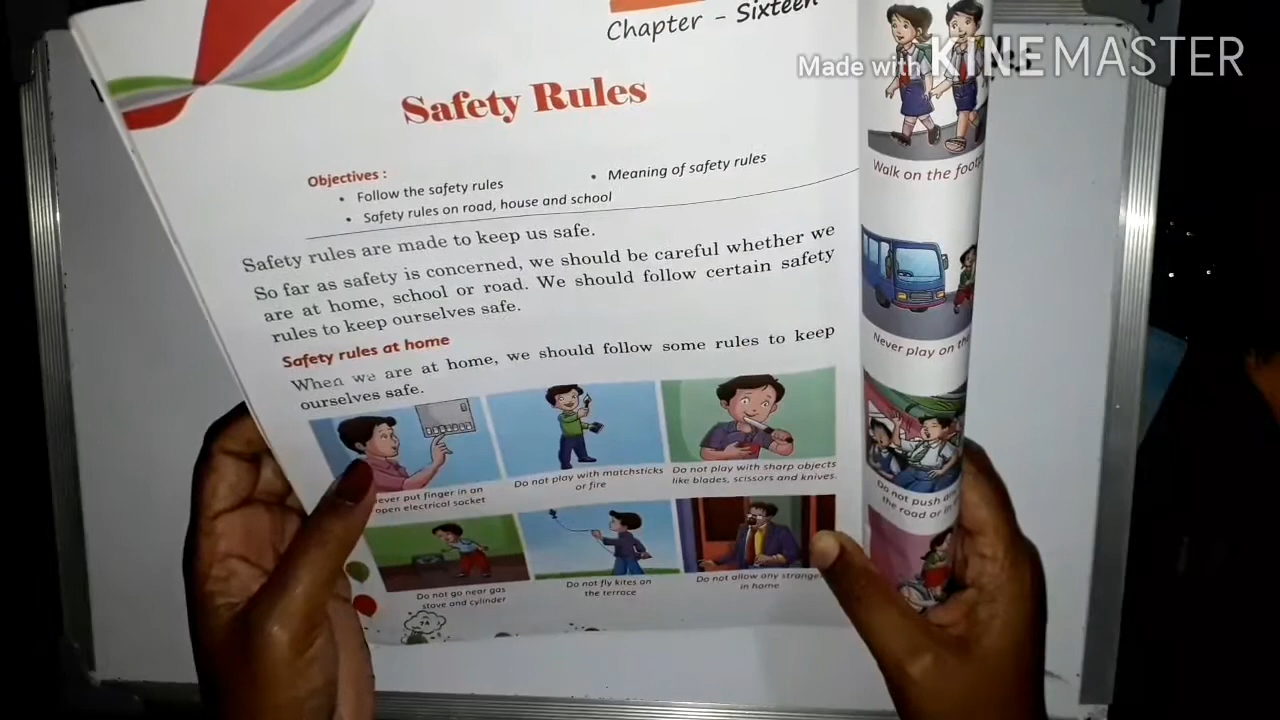 Chapter – Sixteen
Made with KINEMASTER
Safety Rules
Objectives :
• Follow the safety rules
• Meaning of safety rules
• Safety rules on road, house and school
Safety rules are made to keep us safe.
So far as safety is concerned, we should be careful whether we
are at home, school or road. We should follow certain safety
rules to keep ourselves safe.
Safety rules at home
When we are at home, we should follow some rules to keep
ourselves safe.
ever put finger in an
open electrical socket
Do not play with matchsticks
or fire
Do not play with sharp objects
like blades, scissors and knives.
Do not go near gas
stove and cylinder
Do not fly kites on
the terrace
Do not allow any strange
in home
Walk on the footp
Never play on th
Do not push
the road or in